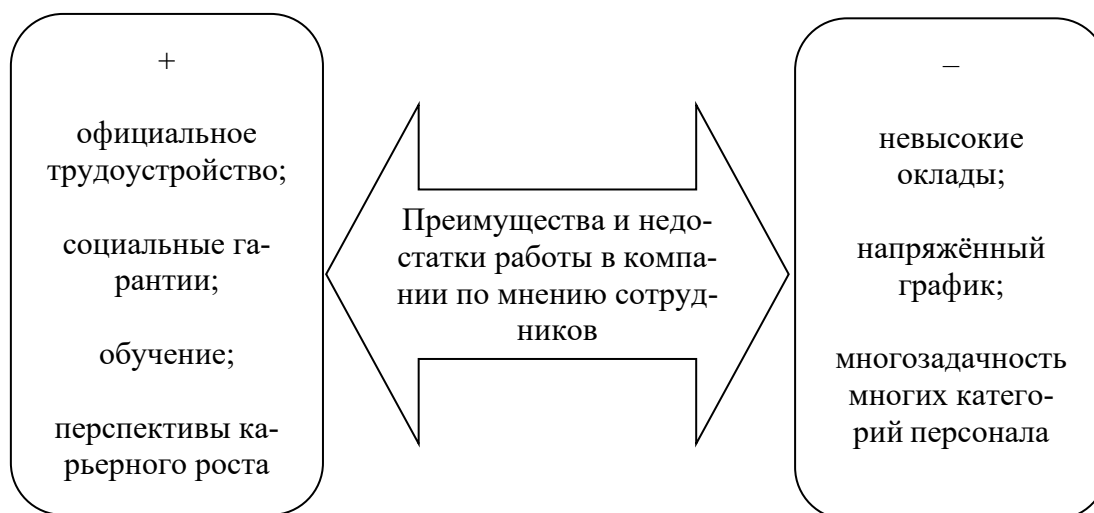 +
официальное
трудоустройство;
социальные га-
рантии;
обучение;
перспективы ка-
рьерного роста
Преимущества и недо-
статки работы в компа-
нии по мнению сотруд-
ников
–
невысокие
оклады;
напряжённый
график;
многозадачность
многих катего-
рий персонала